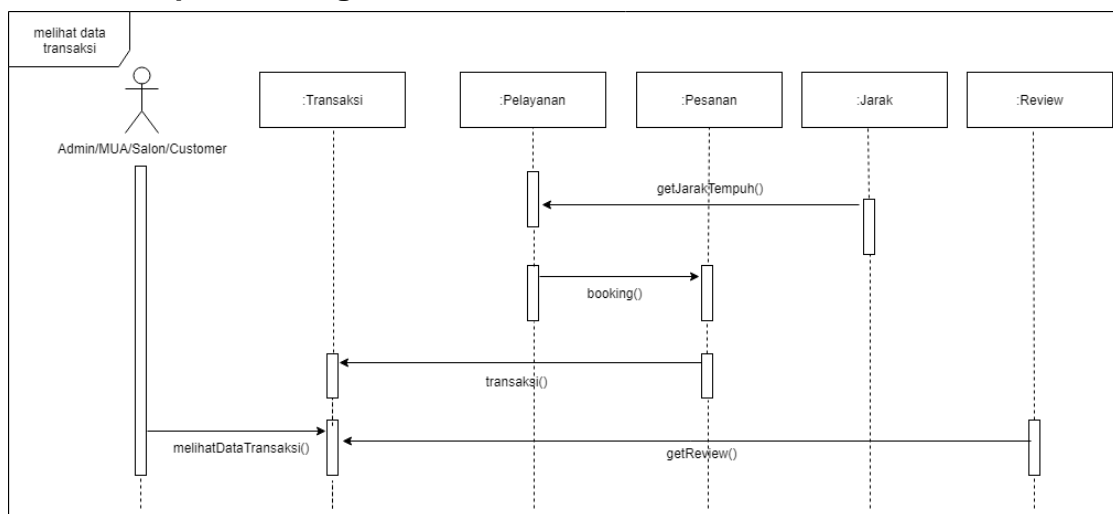 melihat data
transaksi
Admin/MUA/Salon/Customer
:Transaksi
:Pelayanan
:Pesanan
:Jarak
:Review
getJarakTempuh()
booking()
transaksi()
melihatDataTransaksi()
getReview()